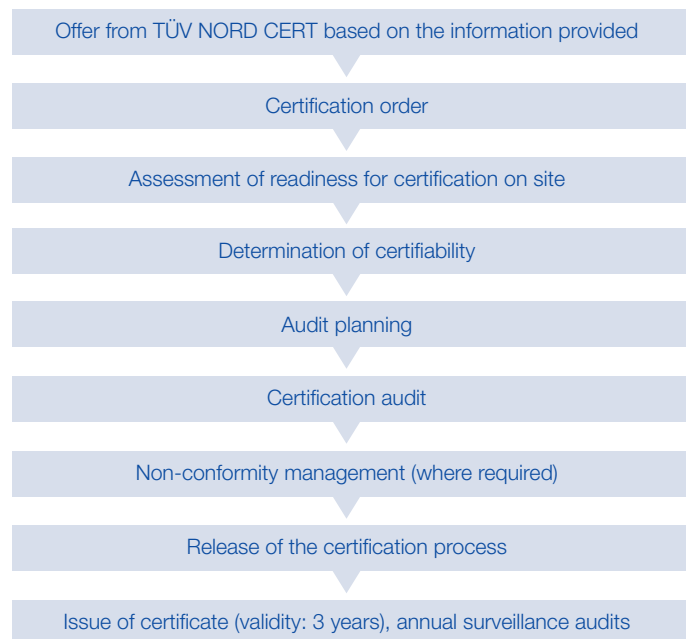 Offer from TÜV NORD CERT based on the information provided
Certification order
Assessment of readiness for certification on site
Determination of certifiability
Audit planning
Certification audit
Non-conformity management (where required)
Release of the certification process
Issue of certificate (validity: 3 years), annual surveillance audits